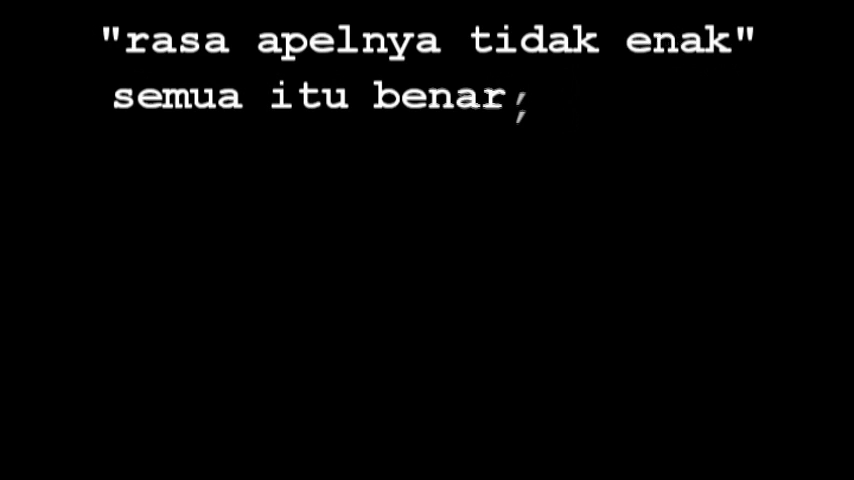 "rasa apelnya tidak enak"
semua itu benar;